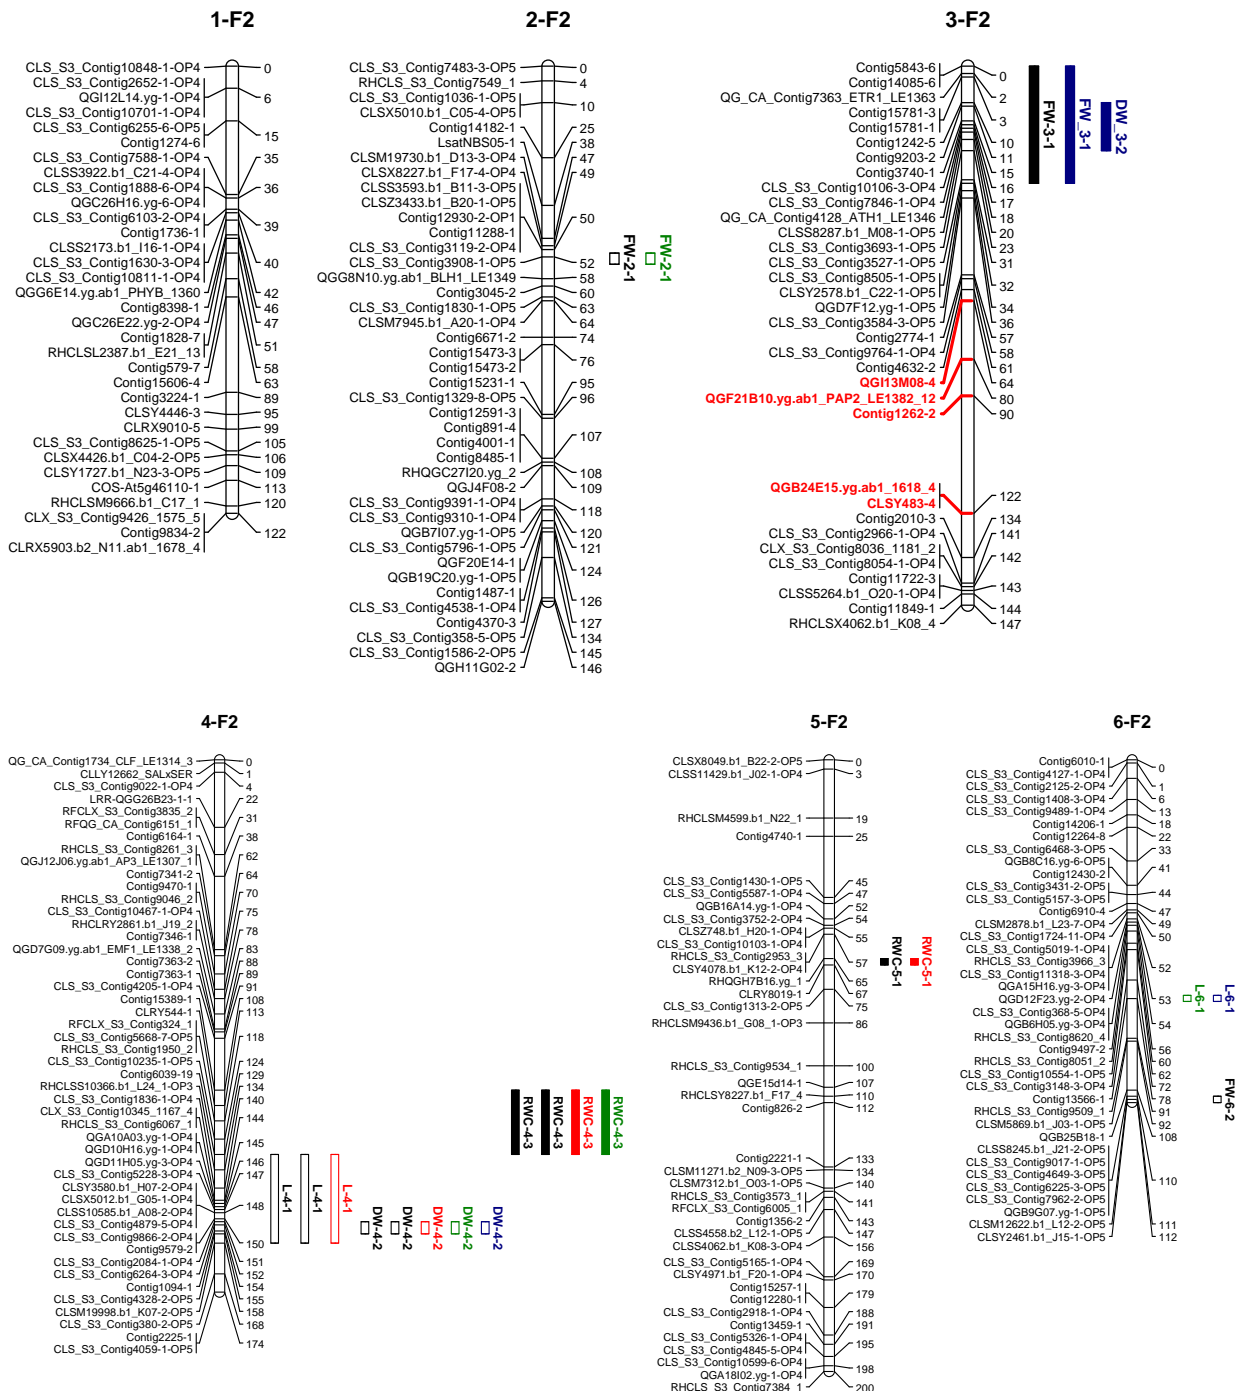 1-F2
CLS_S3_Contig10848-1-OP4
CLS_S3_Contig2652-1-OP4
QGI12L14.yg-1-OP4
CLS_S3_Contig10701-1-OP4
CLS_S3_Contig6255-6-OP5
Contig1274-6
CLS_S3_Contig7588-1-OP4
CLSS3922.b1_C21-4-OP4
CLS_S3_Contig1888-6-OP4
QGC26H16.yg-6-OP4
CLS_S3_Contig6103-2-OP4
Contig1736-1
CLSS2173.b1_I16-1-OP4
CLS_S3_Contig1630-3-OP4
CLS_S3_Contig10811-1-OP4
QGG6E14.yg.ab1_PHYB_1360
Contig8398-1
QGC26E22.yg-2-OP4
Contig1828-7
RHCLSL2387.b1_E21_13
Contig579-7
Contig15606-4
Contig3224-1
CLSY4446-3
CLRX9010-5
CLS_S3_Contig8625-1-OP5
CLSX4426.b1_C04-2-OP5
CLSY1727.b1_N23-3-OP5
COS-At5g46110-1
RHCLSM9666.b1_C17_1
CLX_S3_Contig9426_1575_5
Contig9834-2
CLRX5903.b2_N11.ab1_1678_4
0
6
15
35
36
39
40
42
46
47
51
58
63
89
95
99
105
106
109
113
120
122
2-F2
CLS_S3_Contig7483-3-OP5
RHCLS_S3_Contig7549_1
CLS_S3_Contig1036-1-OP5
CLSX5010.b1_C05-4-OP5
Contig14182-1
LsatNBS05-1
CLSM19730.b1_D13-3-OP4
CLSX8227.b1_F17-4-OP4
CLSS3593.b1_B11-3-OP5
CLSZ3433.b1_B20-1-OP5
Contig12930-2-OP1
Contig11288-1
CLS_S3_Contig3119-2-OP4
CLS_S3_Contig3908-1-OP5
QGG8N10.yg.ab1_BLH1_LE1349
Contig3045-2
CLS_S3_Contig1830-1-OP5
CLSM7945.b1_A20-1-OP4
Contig6671-2
Contig15473-3
Contig15473-2
Contig15231-1
CLS_S3_Contig1329-8-OP5
Contig12591-3
Contig891-4
Contig4001-1
Contig8485-1
RHQGC27I20.yg_2
QGJ4F08-2
CLS_S3_Contig9391-1-OP4
CLS_S3_Contig9310-1-OP4
QGB7I07.yg-1-OP5
CLS_S3_Contig5796-1-OP5
QGF20E14-1
QGB19C20.yg-1-OP5
Contig1487-1
CLS_S3_Contig4538-1-OP4
Contig4370-3
CLS_S3_Contig358-5-OP5
CLS_S3_Contig1586-2-OP5
QGH11G02-2
0
4
10
25
38
47
49
50
52
58
60
63
64
74
76
95
96
107
108
109
118
120
121
124
126
127
134
145
146
FW-2-1
FW-2-1
3-F2
Contig5843-6
Contig14085-6
QG_CA_Contig7363_ETR1_LE1363
Contig15781-3
Contig15781-1
Contig1242-5
Contig9203-2
Contig3740-1
CLS_S3_Contig10106-3-OP4
CLS_S3_Contig7846-1-OP4
QG_CA_Contig4128_ATH1_LE1346
CLSS8287.b1_M08-1-OP5
CLS_S3_Contig3693-1-OP5
CLS_S3_Contig3527-1-OP5
CLS_S3_Contig8505-1-OP5
CLSY2578.b1_C22-1-OP5
QGD7F12.yg-1-OP5
CLS_S3_Contig3584-3-OP5
Contig2774-1
CLS_S3_Contig9764-1-OP4
Contig4632-2
QGI13M08-4
QGF21B10.yg.ab1_PAP2_LE1382_12
Contig1262-2
QGB24E15.yg.ab1_1618_4
CLSY483-4
Contig2010-3
CLS_S3_Contig2966-1-OP4
CLX_S3_Contig8036_1181_2
CLS_S3_Contig8054-1-OP4
Contig11722-3
CLSS5264.b1_O20-1-OP4
Contig11849-1
RHCLSX4062.b1_K08_4
0
2
3
10
11
15
16
17
18
20
23
31
32
34
36
57
58
61
64
80
90
122
134
141
142
143
144
147
FW-3-1
FW_3-1
DW_3-2
4-F2
QG_CA_Contig1734_CLF_LE1314_3
CLLY12662_SALxSER
CLS_S3_Contig9022-1-OP4
LRR-QGG26B23-1-1
RFCLX_S3_Contig3835_2
RFQG_CA_Contig6151_1
Contig6164-1
RHCLS_S3_Contig8261_3
QGJ12J06.yg.ab1_AP3_LE1307_1
Contig7341-2
Contig9470-1
RHCLS_S3_Contig9046_2
CLS_S3_Contig10467-1-OP4
RHCLRY2861.b1_J19_2
Contig7346-1
QGD7G09.yg.ab1_EMF1_LE1338_2
Contig7363-2
Contig7363-1
CLS_S3_Contig4205-1-OP4
Contig15389-1
CLRY544-1
RFCLX_S3_Contig324_1
CLS_S3_Contig5668-7-OP5
RHCLS_S3_Contig1950_2
CLS_S3_Contig10235-1-OP5
Contig6039-19
RHCLSS10366.b1_L24_1-OP3
CLS_S3_Contig1836-1-OP4
CLX_S3_Contig10345_1167_4
RHCLS_S3_Contig6067_1
QGA10A03.yg-1-OP4
QGD10H16.yg-1-OP4
QGD11H05.yg-3-OP4
CLS_S3_Contig5228-3-OP4
CLSY3580.b1_H07-2-OP4
CLSX5012.b1_G05-1-OP4
CLSS10585.b1_A08-2-OP4
CLS_S3_Contig4879-5-OP4
CLS_S3_Contig9866-2-OP4
Contig9579-2
CLS_S3_Contig2084-1-OP4
CLS_S3_Contig6264-3-OP4
Contig1094-1
CLS_S3_Contig4328-2-OP5
CLSM19998.b1_K07-2-OP5
CLS_S3_Contig380-2-OP5
Contig2225-1
CLS_S3_Contig4059-1-OP5
0
1
4
22
31
38
62
64
70
75
78
83
88
89
91
108
113
118
124
129
134
140
144
145
146
147
148
150
151
152
154
155
158
168
174
L-4-1
L-4-1
L-4-1
DW-4-2
DW-4-2
DW-4-2
DW-4-2
DW-4-2
RWC-4-3
RWC-4-3
RWC-4-3
RWC-4-3
5-F2
CLSX8049.b1_B22-2-OP5
CLSS11429.b1_J02-1-OP4
RHCLSM4599.b1_N22_1
Contig4740-1
CLS_S3_Contig1430-1-OP5
CLS_S3_Contig5587-1-OP4
QGB16A14.yg-1-OP4
CLS_S3_Contig3752-2-OP4
CLSZ748.b1_H20-1-OP4
CLS_S3_Contig10103-1-OP4
RHCLS_S3_Contig2953_3
CLSY4078.b1_K12-2-OP4
RHQGH7B16.yg_1
CLRY8019-1
CLS_S3_Contig1313-2-OP5
RHCLSM9436.b1_G08_1-OP3
RHCLS_S3_Contig9534_1
QGE15d14-1
RHCLSY8227.b1_F17_4
Contig826-2
Contig2221-1
CLSM11271.b2_N09-3-OP5
CLSM7312.b1_O03-1-OP5
RHCLS_S3_Contig3573_1
RFCLX_S3_Contig6005_1
Contig1356-2
CLSS4558.b2_L12-1-OP5
CLSS4062.b1_K08-3-OP4
CLS_S3_Contig5165-1-OP4
CLSY4971.b1_F20-1-OP4
Contig15257-1
Contig12280-1
CLS_S3_Contig2918-1-OP4
Contig13459-1
CLS_S3_Contig5326-1-OP4
CLS_S3_Contig4845-5-OP4
CLS_S3_Contig10599-6-OP4
QGA18I02.yg-1-OP4
RHCLS_S3_Contig7384_1
0
3
19
25
45
47
52
54
55
57
65
67
75
86
100
107
110
112
133
134
140
141
143
147
156
169
170
179
188
191
195
198
200
RWC-5-1
RWC-5-1
6-F2
Contig6010-1
CLS_S3_Contig4127-1-OP4
CLS_S3_Contig2125-2-OP4
CLS_S3_Contig1408-3-OP4
CLS_S3_Contig9489-1-OP4
Contig14206-1
Contig12264-8
CLS_S3_Contig6468-3-OP5
QGB8C16.yg-6-OP5
Contig12430-2
CLS_S3_Contig3431-2-OP5
CLS_S3_Contig5157-3-OP5
Contig6910-4
CLSM2878.b1_L23-7-OP4
CLS_S3_Contig1724-11-OP4
CLS_S3_Contig5019-1-OP4
RHCLS_S3_Contig3966_3
CLS_S3_Contig11318-3-OP4
QGA15H16.yg-3-OP4
QGD12F23.yg-2-OP4
CLS_S3_Contig368-5-OP4
QGB6H05.yg-3-OP4
RHCLS_S3_Contig8620_4
Contig9497-2
RHCLS_S3_Contig8051_2
CLS_S3_Contig10554-1-OP5
CLS_S3_Contig3148-3-OP4
Contig13566-1
RHCLS_S3_Contig9509_1
CLSM5869.b1_J03-1-OP5
QGB25B18-1
CLSS8245.b1_J21-2-OP5
CLS_S3_Contig9017-1-OP5
CLS_S3_Contig4649-3-OP5
CLS_S3_Contig6225-3-OP5
CLS_S3_Contig7962-2-OP5
QGB9G07.yg-1-OP5
CLSM12622.b1_L12-2-OP5
CLSY2461.b1_J15-1-OP5
0
1
6
13
18
22
33
41
44
47
49
50
52
53
54
56
60
62
72
78
91
92
108
110
111
112
L-6-1
L-6-1
FW-6-2